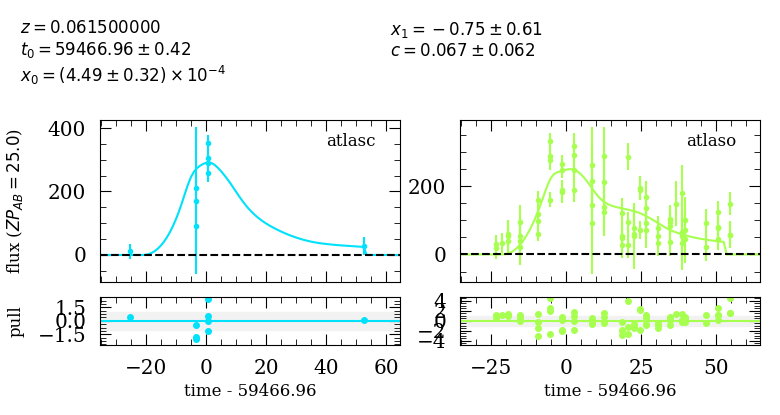 z = 0.061500000
t₀ = 59466.96 ± 0.42
x₀ = (4.49 ± 0.32) × 10⁻⁴
x₁ = −0.75 ± 0.61
c = 0.067 ± 0.062
flux (ZP_AB = 25.0)
400
200
0
atlasc
200
0
atlaso
pull
1.5
0.0
−1.5
4
2
0
−2
−4
−20 0 20 40 60
−25 0 25 50
time - 59466.96
time - 59466.96